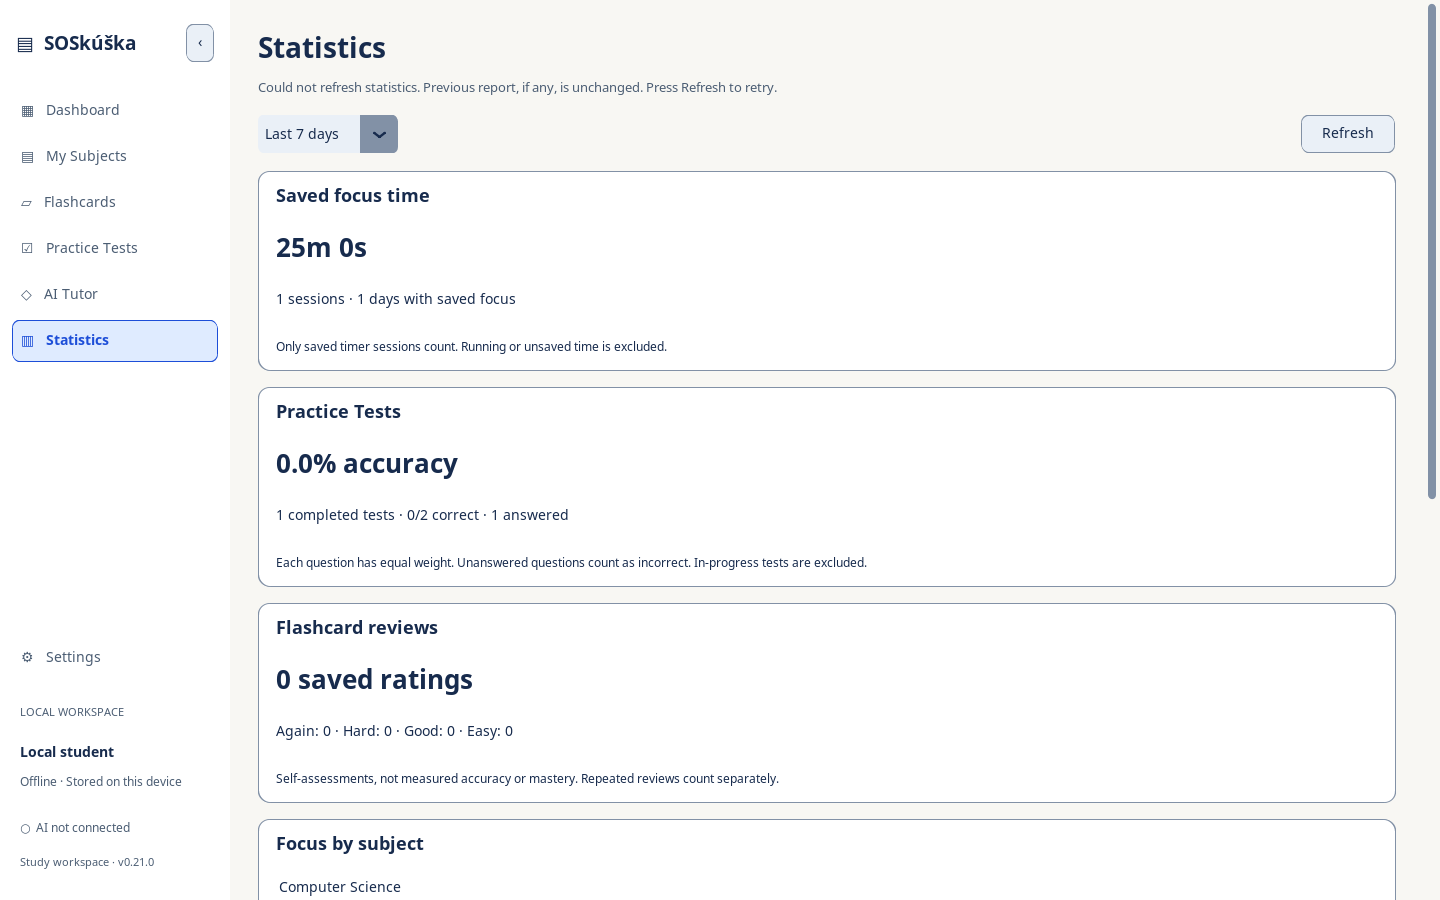 SOSkúška
Dashboard
My Subjects
Flashcards
Practice Tests
AI Tutor
Statistics
Settings
LOCAL WORKSPACE
Local student
Offline · Stored on this device
AI not connected
Study workspace · v0.21.0
Statistics
Could not refresh statistics. Previous report, if any, is unchanged. Press Refresh to retry.
Last 7 days
Refresh
Saved focus time
25m 0s
1 sessions · 1 days with saved focus
Only saved timer sessions count. Running or unsaved time is excluded.
Practice Tests
0.0% accuracy
1 completed tests · 0/2 correct · 1 answered
Each question has equal weight. Unanswered questions count as incorrect. In-progress tests are excluded.
Flashcard reviews
0 saved ratings
Again: 0 · Hard: 0 · Good: 0 · Easy: 0
Self-assessments, not measured accuracy or mastery. Repeated reviews count separately.
Focus by subject
Computer Science